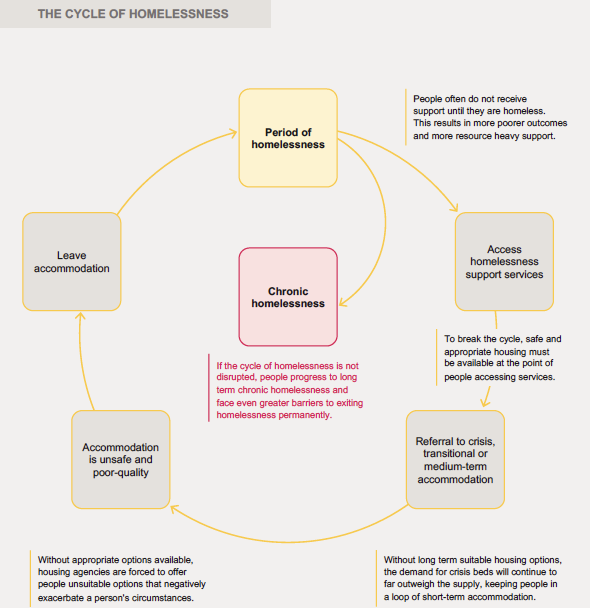 THE CYCLE OF HOMELESSNESS
People often do not receive
support until they are homeless.
This results in more poorer outcomes
and more resource heavy support.
Period of
homelessness
Access
homelessness
support services
Leave
accommodation
Chronic
homelessness
To break the cycle, safe and
appropriate housing must
be available at the point of
people accessing services.
If the cycle of homelessness is not
disrupted, people progress to long
term chronic homelessness and
face even greater barriers to exiting
homelessness permanently.
Referral to crisis,
transitional or
medium-term
accommodation
Accommodation
is unsafe and
poor-quality
Without appropriate options available,
housing agencies are forced to offer
people unsuitable options that negatively
exacerbate a person's circumstances.
Without long term suitable housing options,
the demand for crisis beds will continue to
far outweigh the supply, keeping people in
a loop of short-term accommodation.